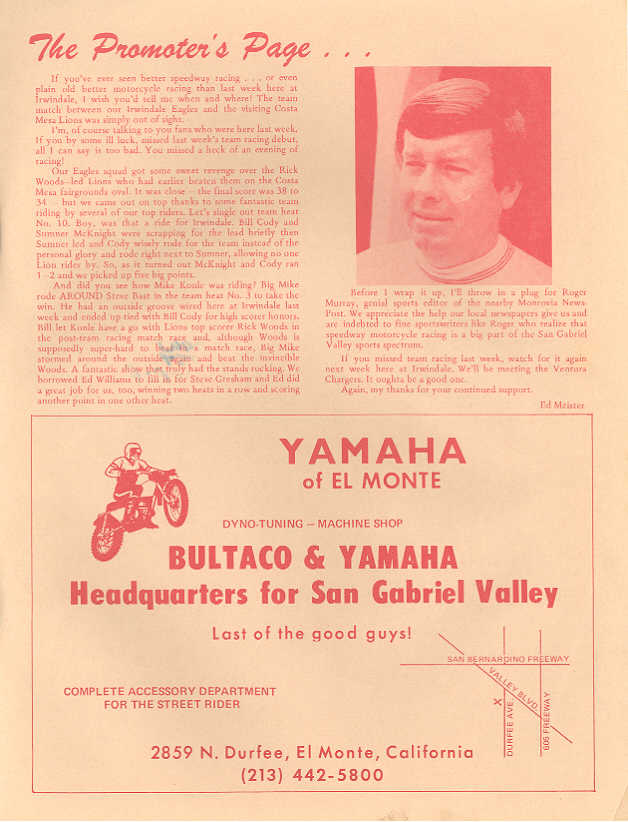 The Promoter's Page . . .
If you've ever seen better speedway racing . . . or even
plain old better motorcycle racing than last week here at
Irwindale, I wish you'd tell me when and where! The team
match between our Irwindale Eagles and the visiting Costa
Mesa Lions was simply out of sight.
I'm, of course talking to you fans who were here last week.
If you by some ill luck, missed last week's team racing debut,
all I can say is too bad. You missed a heck of an evening of
racing!
Our Eagles squad got some sweet revenge over the Rick
Woods-led Lions who had earlier beaten them on the Costa
Mesa fairgrounds oval. It was close -- the final score was 38 to
34 -- but we came out on top thanks to some fantastic team
riding by several of our top riders. Let's single out team heat
No. 10. Boy, was that a ride for Irwindale. Bill Cody and
Sumner McKnight were scrapping for the lead briefly then
Sumner led and Cody wisely rode for the team instead of the
personal glory and rode right next to Sumner, allowing no one
Lion rider by. So, as it turned out McKnight and Cody ran
1 -2 and we picked up five big points.
And did you see how Mike Konle was riding? Big Mike
rode AROUND Steve Bast in the team heat No. 3 to take the
win. He had an outside groove wired here at Irwindale last
week and ended up tied with Bill Cody for high scorer honors.
Bill let Konle have a go with Lions top scorer Rick Woods in
the post-team racing match race and, although Woods is
supposedly super-hard to a match race, Big Mike
stormed around the outside and beat the invincible
Woods. A fantastic show that truly had the stands rocking. We
borrowed Ed Williams to fill in for Steve Gresham and Ed did
a great job for us, too, winning two heats in a row and scoring
another point in one other heat.
Before I wrap it up, I'll throw in a plug for Roger
Murray, genial sports editor of the nearby Monrovia News-
Post. We appreciate the help our local newspapers give us and
are indebted to fine sportswriters like Roger who realize that
speedway motorcycle racing is a big part of the San Gabriel
Valley sports spectrum.
If you missed team racing last week, watch for it again
next week here at Irwindale. We'll be meeting the Ventura
Chargers. It oughta be a good one.
Again, my thanks for your continued support.
Ed Meister
YAMAHA
of EL MONTE
DYNO-TUNING – MACHINE SHOP
BULTACO & YAMAHA
Headquarters for San Gabriel Valley
Last of the good guys!
SAN BERNARDINO FREEWAY
VALLEY BLVD.
X
DURFEE AVE.
605 FREEWAY
COMPLETE ACCESSORY DEPARTMENT
FOR THE STREET RIDER
2859 N. Durfee, El Monte, California
(213) 442-5800